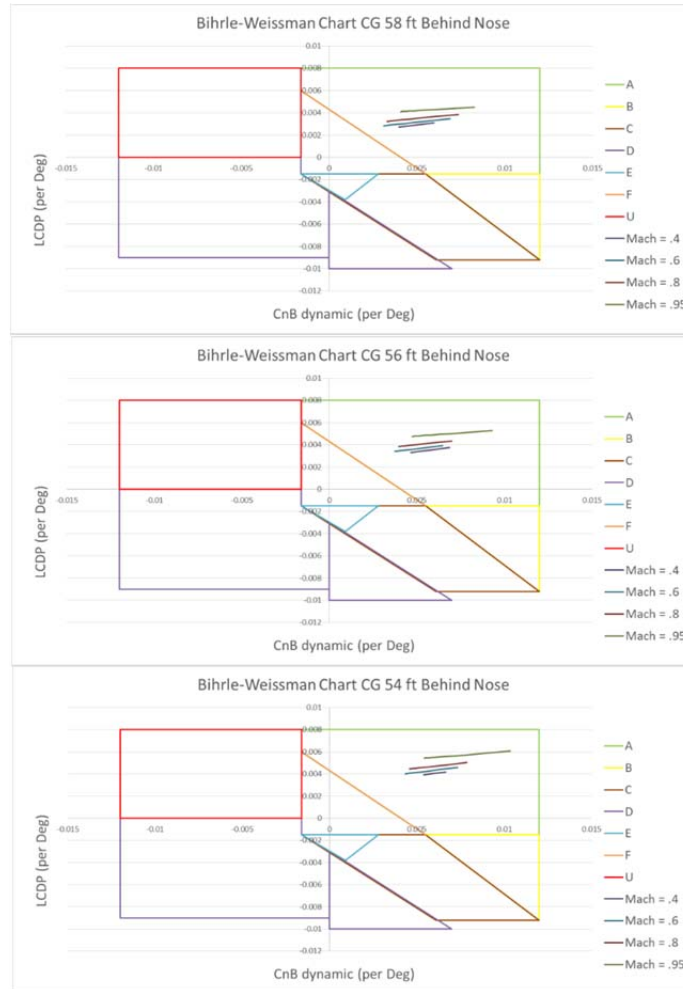 Bihrle-Weissman Chart CG 58 ft Behind Nose
0.01
0.008
0.006
0.004
0.002
0
-0.015
-0.01
-0.005
0
0.005
0.01
0.015
-0.002
-0.004
-0.006
-0.008
-0.01
-0.012
LCDP (per Deg)
CnB dynamic (per Deg)
A
B
C
D
E
F
U
Mach = .4
Mach = .6
Mach = .8
Mach = .95
Bihrle-Weissman Chart CG 56 ft Behind Nose
0.01
0.008
0.006
0.004
0.002
0
-0.015
-0.01
-0.005
0
0.005
0.01
0.015
-0.002
-0.004
-0.006
-0.008
-0.01
-0.012
LCDP (per Deg)
CnB dynamic (per Deg)
A
B
C
D
E
F
U
Mach = .4
Mach = .6
Mach = .8
Mach = .95
Bihrle-Weissman Chart CG 54 ft Behind Nose
0.01
0.008
0.006
0.004
0.002
0
-0.015
-0.01
-0.005
0
0.005
0.01
0.015
-0.002
-0.004
-0.006
-0.008
-0.01
-0.012
LCDP (per Deg)
CnB dynamic (per Deg)
A
B
C
D
E
F
U
Mach = .4
Mach = .6
Mach = .8
Mach = .95